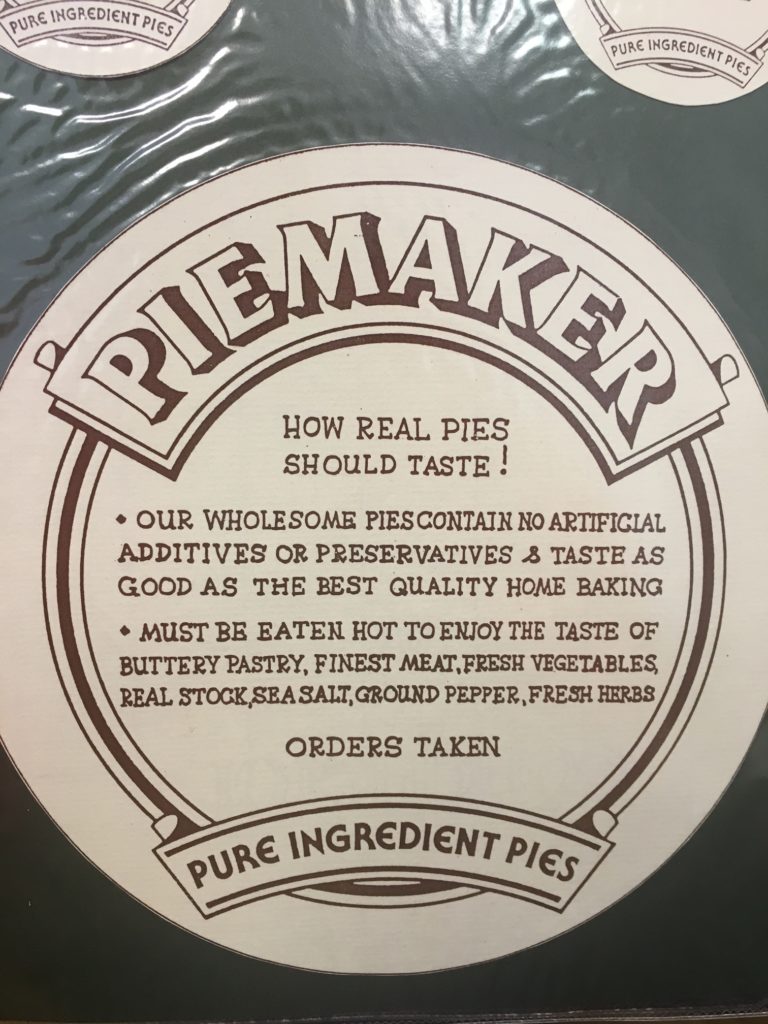 PURE INGREDIENT PIES
PURE INGREDIENT PIES
PIEMAKER
HOW REAL PIES
SHOULD TASTE!
• OUR WHOLESOME PIES CONTAIN NO ARTIFICIAL
ADDITIVES OR PRESERVATIVES & TASTE AS
GOOD AS THE BEST QUALITY HOME BAKING
• MUST BE EATEN HOT TO ENJOY THE TASTE OF
BUTTERY PASTRY, FINEST MEAT, FRESH VEGETABLES,
REAL STOCK, SEA SALT, GROUND PEPPER, FRESH HERBS
ORDERS TAKEN
PURE INGREDIENT PIES